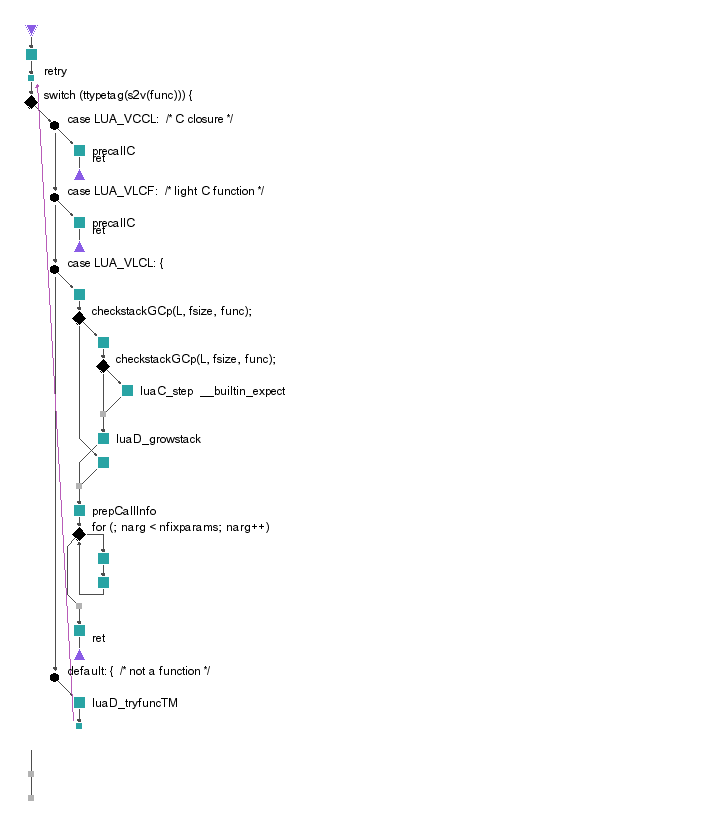 retry
switch (ttypetag(s2v(func))) {
case LUA_VCCL:  /* C closure */
precallC
ret
case LUA_VLCF:  /* light C function */
precallC
ret
case LUA_VLCL: {
checkstackGCp(L, fsize, func);
checkstackGCp(L, fsize, func);
luaC_step  __builtin_expect
luaD_growstack
prepCallInfo
for (; narg < nfixparams; narg++)
ret
default: {  /* not a function */
luaD_tryfuncTM